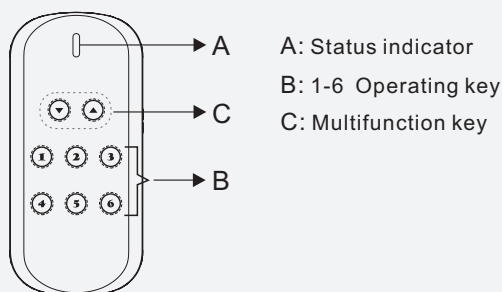 A
C
B
1 2 3
4 5 6
A: Status indicator
B: 1-6 Operating key
C: Multifunction key